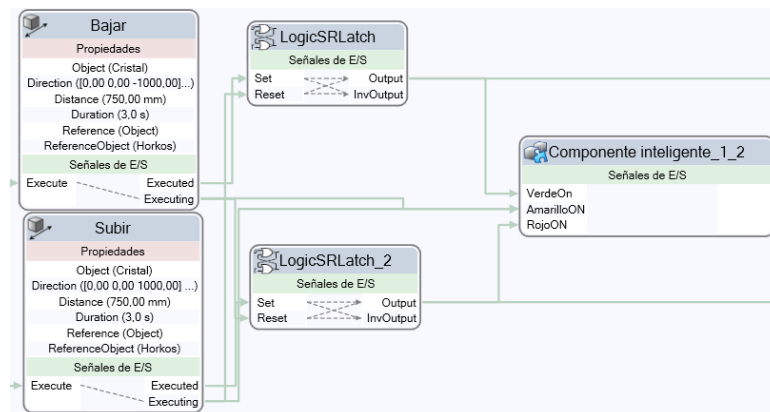 Bajar
Propiedades
Object (Cristal)
Direction ([0,00 0,00 -1000,00]...)
Distance (750,00 mm)
Duration (3,0 s)
Reference (Object)
ReferenceObject (Horkos)
Señales de E/S
Execute Executed
Executing
Subir
Propiedades
Object (Cristal)
Direction ([0,00 0,00 1000,00] ...)
Distance (750,00 mm)
Duration (3,0 s)
Reference (Object)
ReferenceObject (Horkos)
Señales de E/S
Execute Executed
Executing
LogicSRLatch
Señales de E/S
Set Output
Reset InvOutput
LogicSRLatch_2
Señales de E/S
Set Output
Reset InvOutput
Componente inteligente_1_2
Señales de E/S
VerdeOn
AmarilloON
RojoON